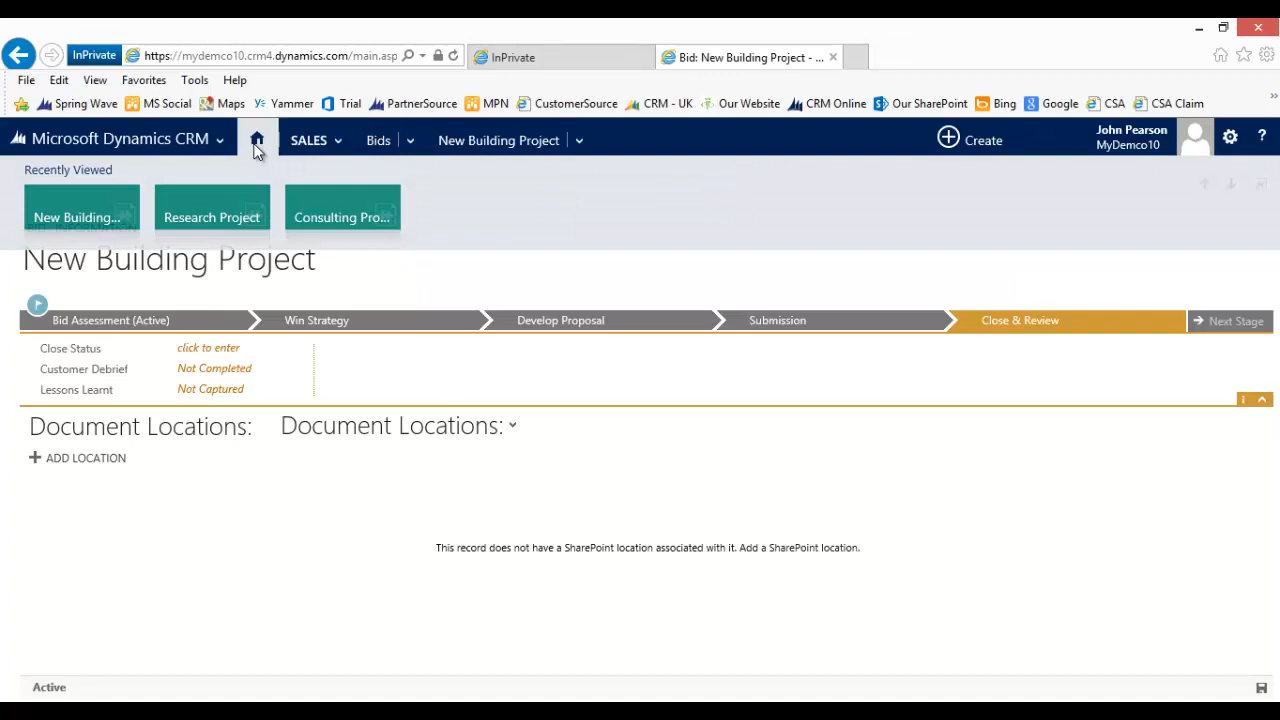 InPrivate https://mydemco10.crm4.dynamics.com/main.asp InPrivate Bid: New Building Project - ...
File Edit View Favorites Tools Help
Spring Wave MS Social Maps Yammer Trial PartnerSource MPN CustomerSource CRM - UK Our Website CRM Online Our SharePoint Bing Google CSA CSA Claim
Microsoft Dynamics CRM SALES Bids New Building Project Create John Pearson
MyDemco10
?
Recently Viewed
New Building... Research Project Consulting Pro...
BID : INFORMATION
New Building Project
Bid Assessment (Active) Win Strategy Develop Proposal Submission Close & Review Next Stage
Close Status click to enter
Customer Debrief Not Completed
Lessons Learnt Not Captured
Document Locations: Document Locations:
ADD LOCATION
This record does not have a SharePoint location associated with it. Add a SharePoint location.
Active